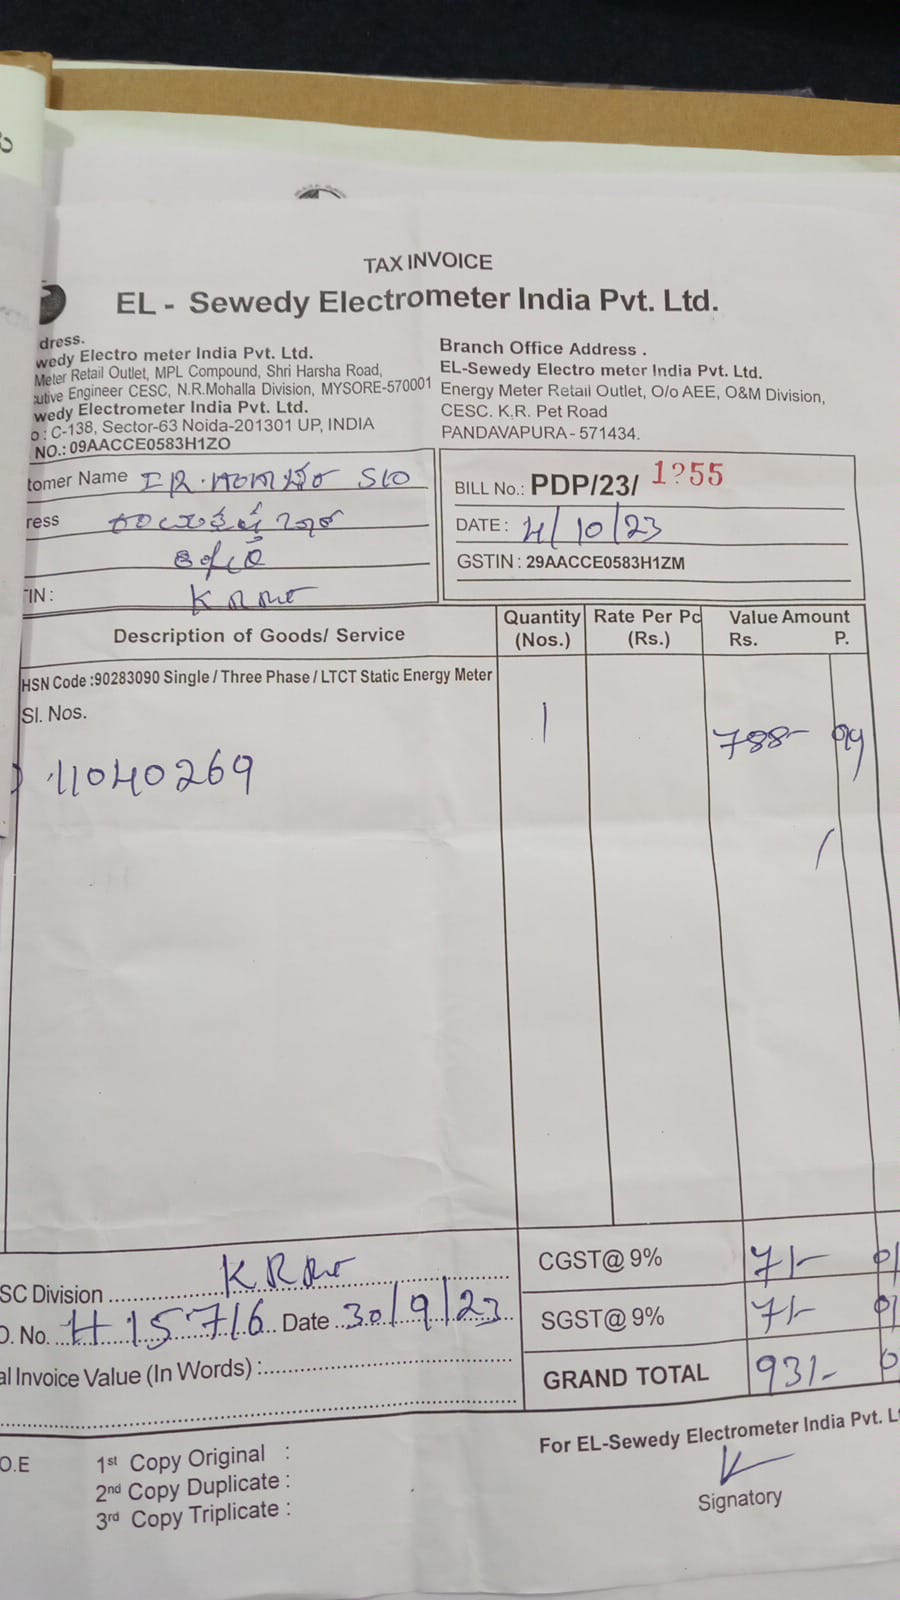 TAX INVOICE
EL - Sewedy Electrometer India Pvt. Ltd.
dress.
wedy Electro meter India Pvt. Ltd.
Meter Retail Outlet, MPL Compound, Shri Harsha Road,
utive Engineer CESC, N.R.Mohalla Division, MYSORE-570001
wedy Electrometer India Pvt. Ltd.
o : C-138, Sector-63 Noida-201301 UP, INDIA
NO.: 09AACCE0583H1ZO
Branch Office Address .
EL-Sewedy Electro meter India Pvt. Ltd.
Energy Meter Retail Outlet, O/o AEE, O&M Division,
CESC. K.R. Pet Road
PANDAVAPURA - 571434.
tomer Name
ress
TIN :
BILL No.: PDP/23/ 1?55
DATE : 4/10/23
GSTIN : 29AACCE0583H1ZM
Description of Goods/ Service
Quantity (Nos.)
Rate Per Pc (Rs.)
Value Amount
Rs. P.
HSN Code :90283090 Single / Three Phase / LTCT Static Energy Meter
Sl. Nos.
1 788-
11040269
SC Division
O. No. H15716 Date 30/9/23
al Invoice Value (In Words) :
CGST@ 9% 71-
SGST@ 9% 71-
GRAND TOTAL 931-
O.E
1st Copy Original :
2nd Copy Duplicate :
3rd Copy Triplicate :
For EL-Sewedy Electrometer India Pvt. Lt
Signatory